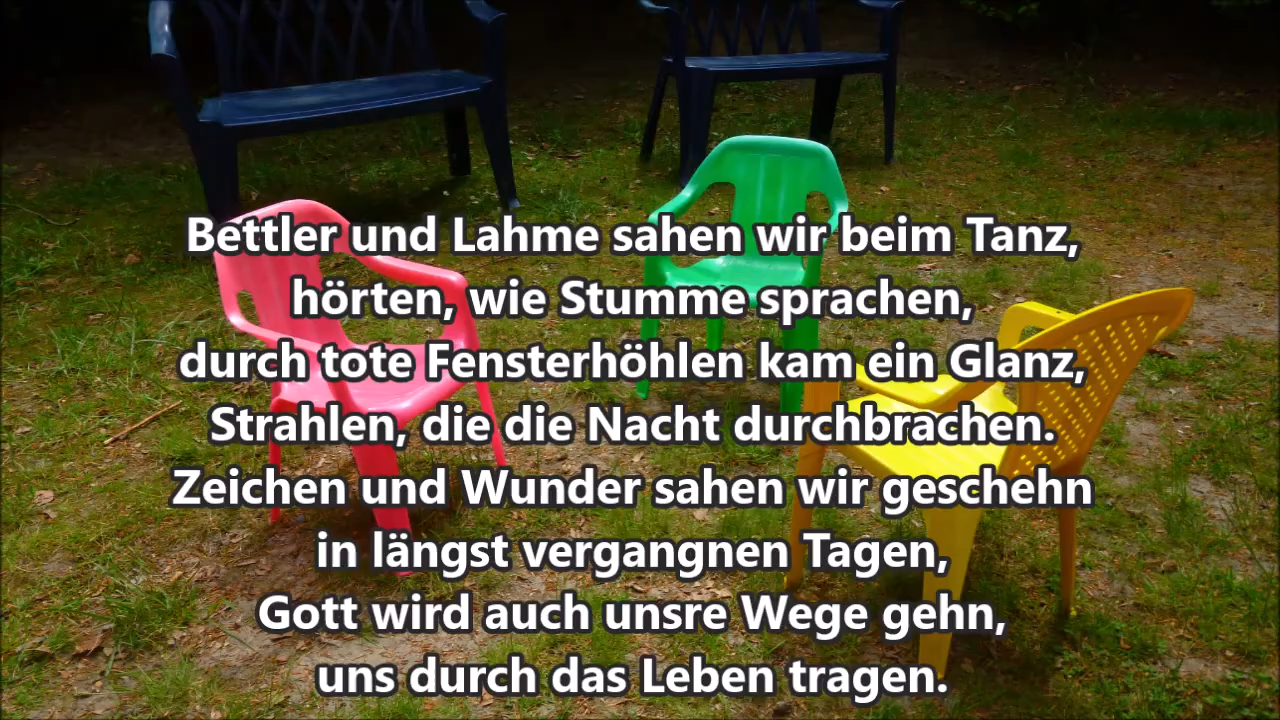 Bettler und Lahme sahen wir beim Tanz,
hörten, wie Stumme sprachen,
durch tote Fensterhöhlen kam ein Glanz,
Strahlen, die die Nacht durchbrachen.
Zeichen und Wunder sahen wir geschehn
in längst vergangnen Tagen,
Gott wird auch unsre Wege gehn,
uns durch das Leben tragen.